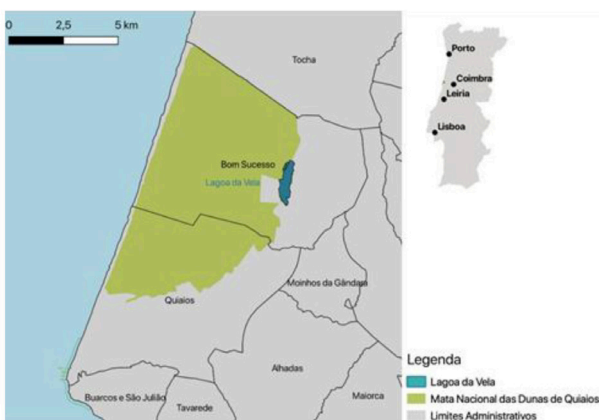 0 2,5 5 km
Tocha
Bom Sucesso
Lagoa da Vela
Quiaios
Moinhos da Gândara
Alhadas
Buarcos e São Julião
Tavarede
Maiorca
Porto
Coimbra
Leiria
Lisboa
Legenda
Lagoa da Vela
Mata Nacional das Dunas de Quiaios
Limites Administrativos